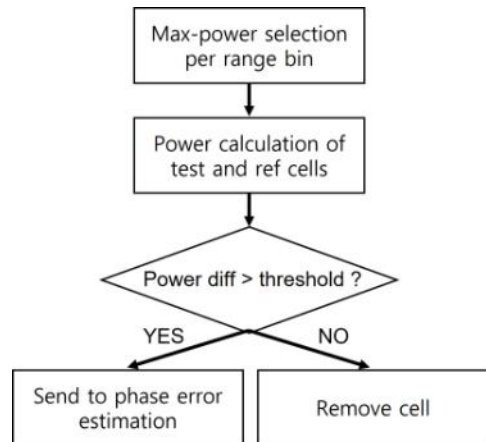 Max-power selection
per range bin
Power calculation of
test and ref cells
Power diff > threshold ?
YES
NO
Send to phase error
estimation
Remove cell